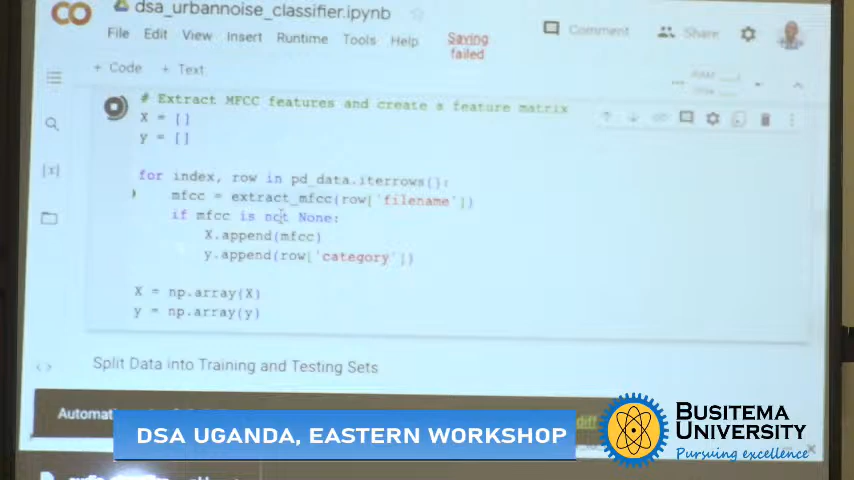 dsa_urbannoise_classifier.ipynb
File Edit View Insert Runtime Tools Help Saving failed
Comment Share
+ Code + Text
RAM
# Extract MFCC features and create a feature matrix
X = []
y = []
for index, row in pd_data.iterrows():
mfcc = extract_mfcc(row['filename'])
if mfcc is not None:
X.append(mfcc)
y.append(row['category'])
X = np.array(X)
y = np.array(y)
Split Data into Training and Testing Sets
diff
DSA UGANDA, EASTERN WORKSHOP
BUSITEMA
UNIVERSITY
Pursuing excellence